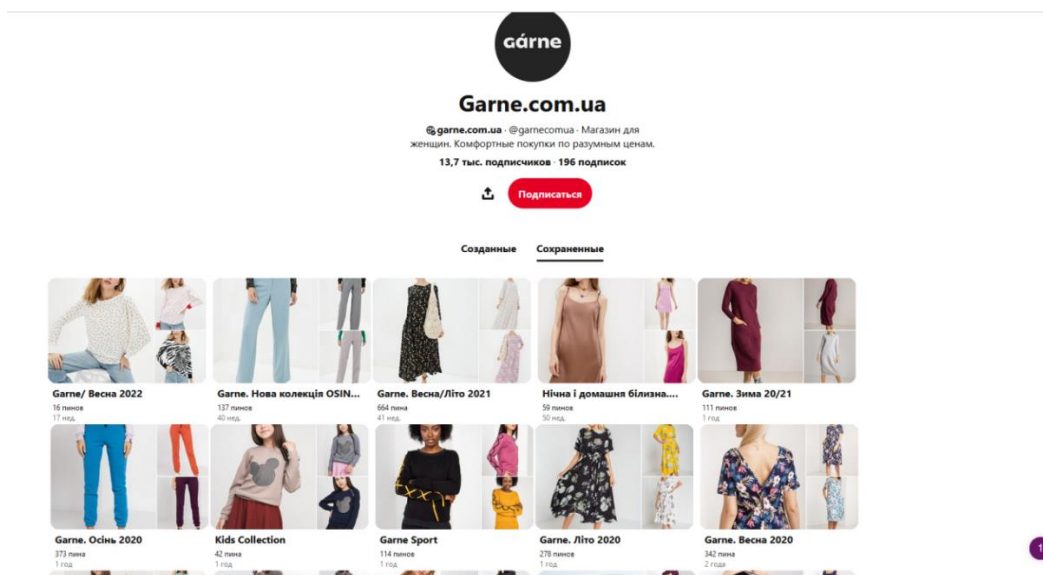 Gárne
Garne.com.ua
garne.com.ua · @garnecomua · Магазин для
женщин. Комфортные покупки по разумным ценам.
13,7 тыс. подписчиков · 196 подписок
Подписаться
Созданные Сохраненные
Garne/ Весна 2022 Garne. Нова колекція OSIN... Garne. Весна/Літо 2021 Нічна і домашня білизна.... Garne. Зима 20/21
16 пинов 137 пинов 664 пина 59 пинов 111 пинов
17 нед. 40 нед. 41 нед. 50 нед. 1 год
Garne. Осінь 2020 Kids Collection Garne Sport Garne. Літо 2020 Garne. Весна 2020
373 пина 42 пина 114 пинов 278 пинов 342 пина
1 год 1 год 1 год 1 год 2 года
1